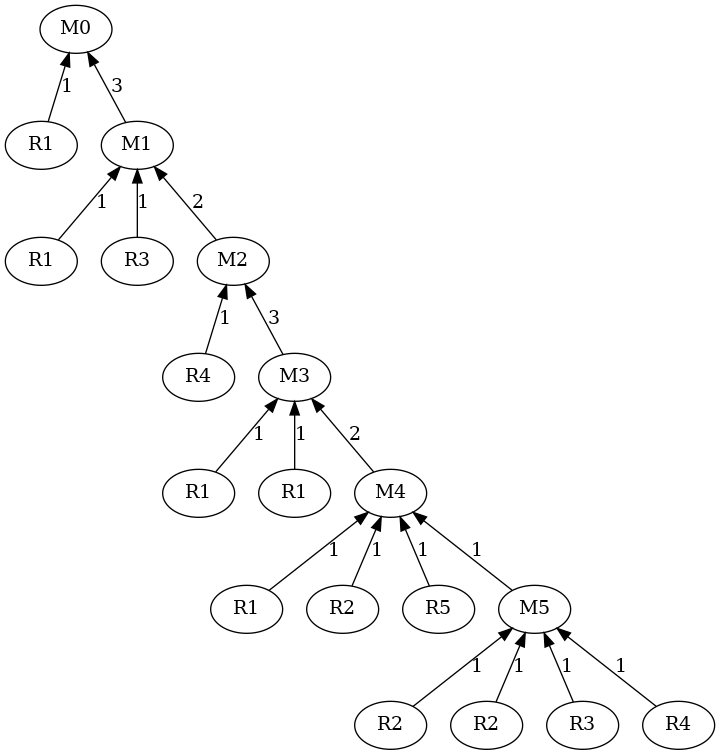 M0
1 3
R1 M1
1 1 2
R1 R3 M2
1 3
R4 M3
1 1 2
R1 R1 M4
1 1 1 1
R1 R2 R5 M5
1 1 1 1
R2 R2 R3 R4